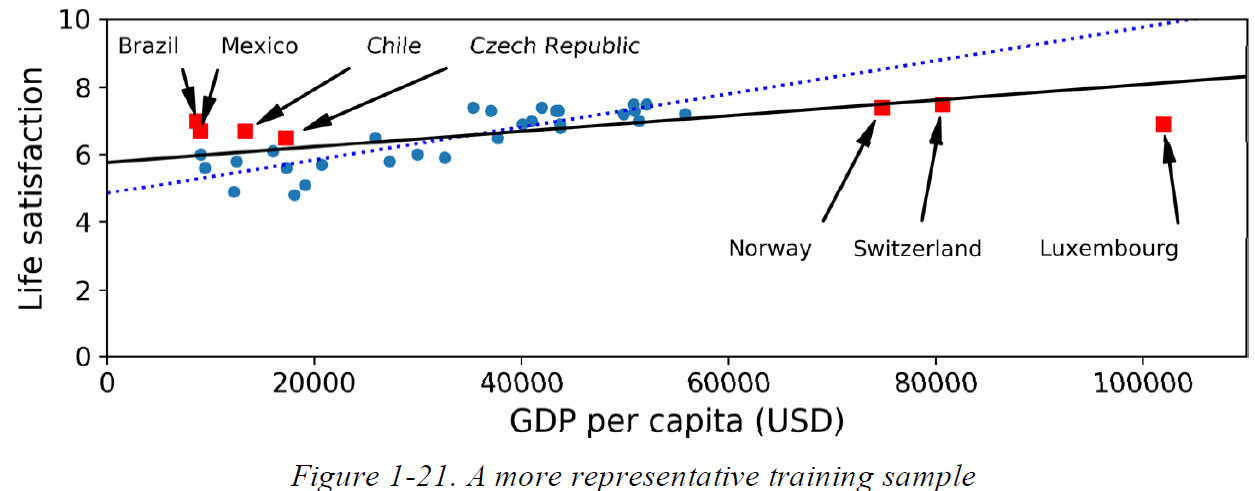 10
Brazil Mexico Chile Czech Republic
8
6
4
Norway Switzerland Luxembourg
2
0
Life satisfaction
0 20000 40000 60000 80000 100000
GDP per capita (USD)
Figure 1-21. A more representative training sample